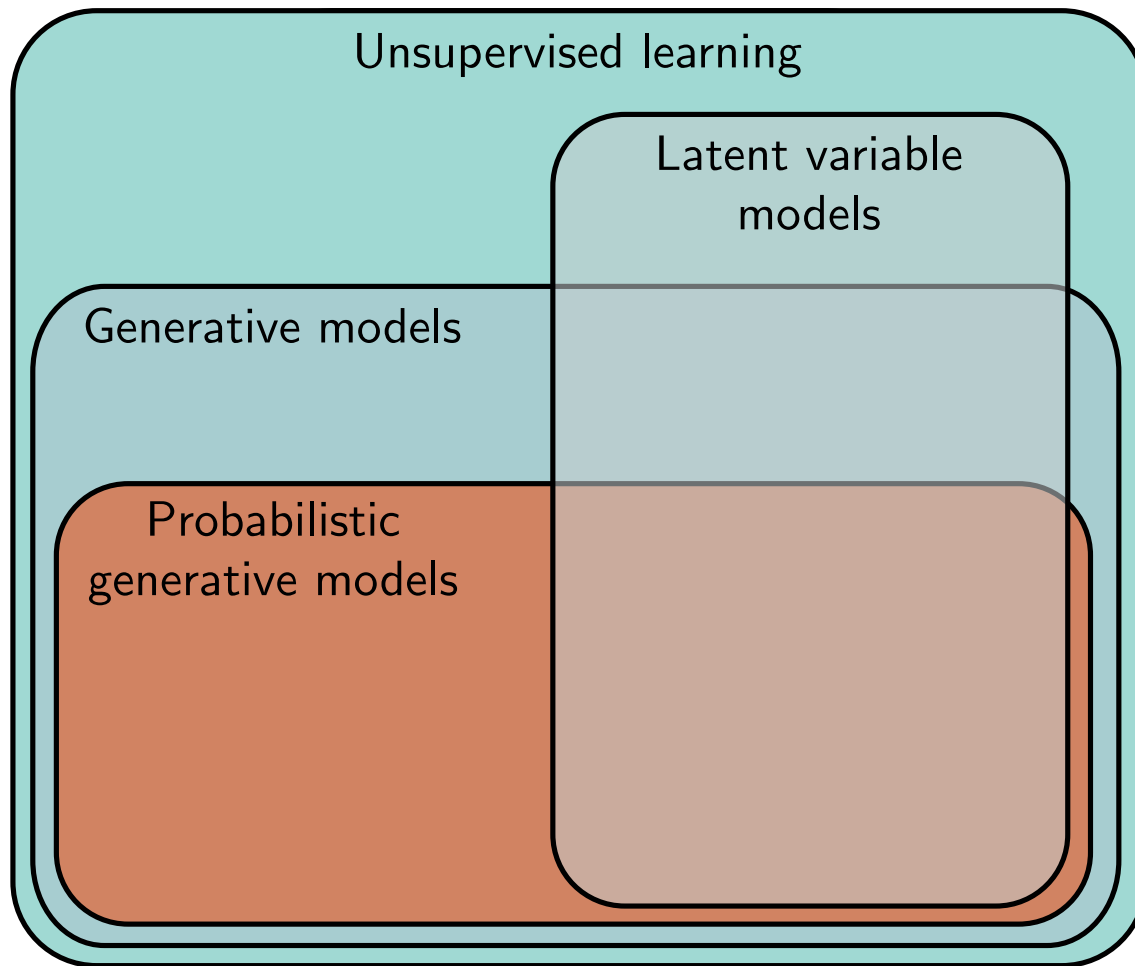 Unsupervised learning
Latent variable
models
Generative models
Probabilistic
generative models